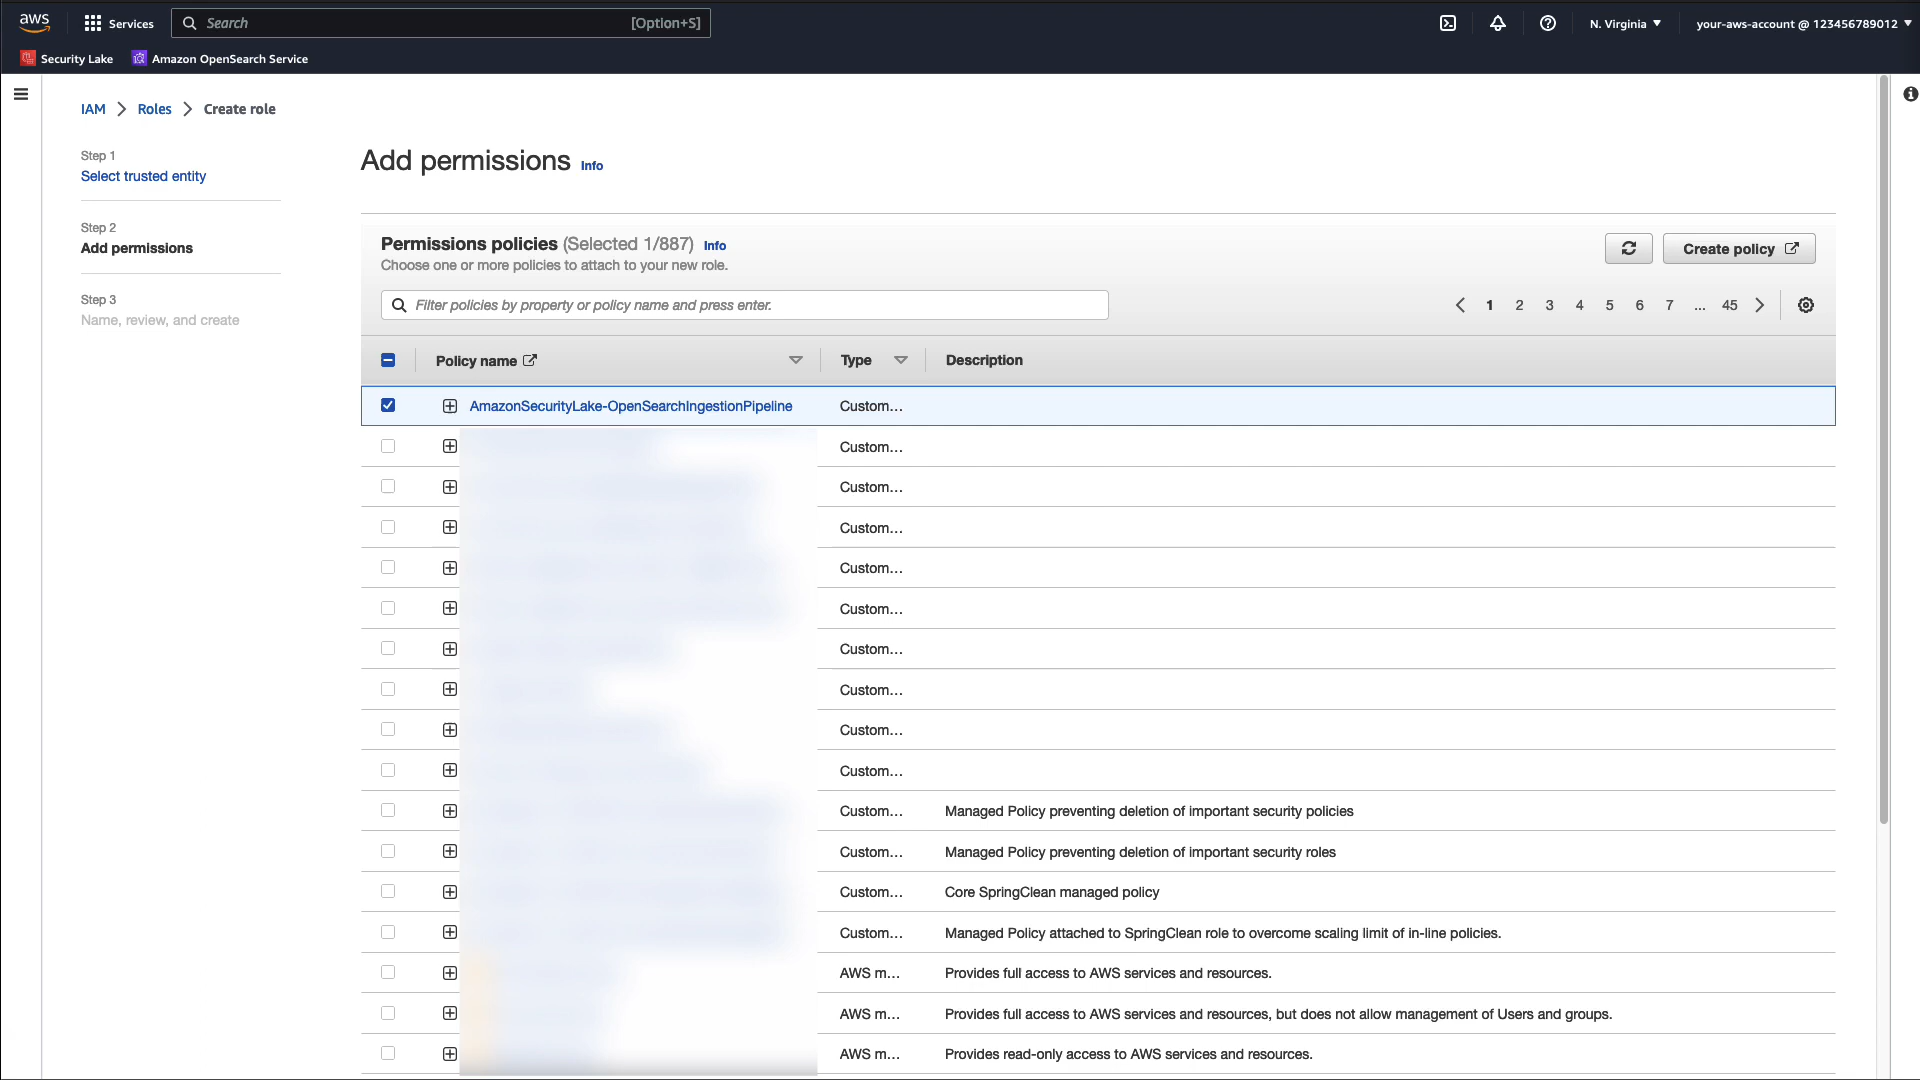 aws
Services
Search
[Option+S]
N. Virginia
your-aws-account @ 123456789012
Security Lake
Amazon OpenSearch Service
IAM
Roles
Create role
Step 1
Select trusted entity
Step 2
Add permissions
Step 3
Name, review, and create
Add permissions Info
Permissions policies (Selected 1/887) Info
Choose one or more policies to attach to your new role.
Create policy
Filter policies by property or policy name and press enter.
1 2 3 4 5 6 7 ... 45
Policy name Type Description
AmazonSecurityLake-OpenSearchIngestionPipeline Custom...
Custom...
Custom...
Custom...
Custom...
Custom...
Custom...
Custom...
Custom...
Custom...
Custom... Managed Policy preventing deletion of important security policies
Custom... Managed Policy preventing deletion of important security roles
Custom... Core SpringClean managed policy
Custom... Managed Policy attached to SpringClean role to overcome scaling limit of in-line policies.
AWS m... Provides full access to AWS services and resources.
AWS m... Provides full access to AWS services and resources, but does not allow management of Users and groups.
AWS m... Provides read-only access to AWS services and resources.